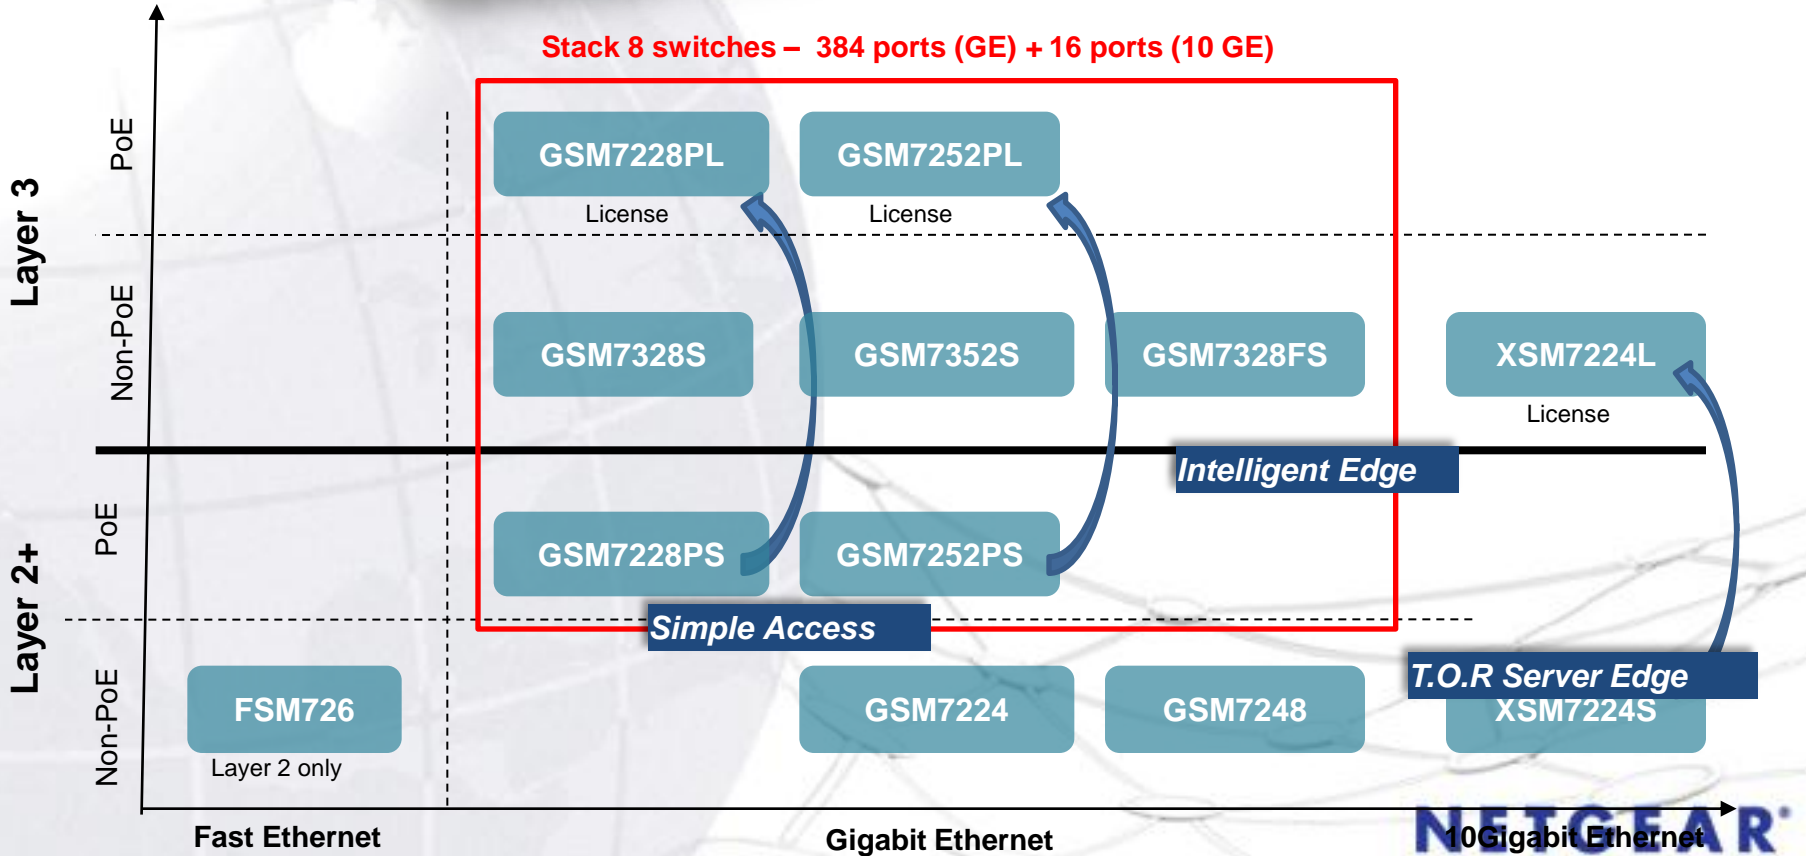 Stack 8 switches – 384 ports (GE) + 16 ports (10 GE)
Layer 3
PoE
GSM7228PL
GSM7252PL
License
License
Non-PoE
GSM7328S
GSM7352S
GSM7328FS
XSM7224L
License
Intelligent Edge
Layer 2+
PoE
GSM7228PS
GSM7252PS
Simple Access
Non-PoE
T.O.R Server Edge
FSM726
GSM7224
GSM7248
XSM7224S
Layer 2 only
Fast Ethernet
Gigabit Ethernet
10Gigabit Ethernet
NETGEAR